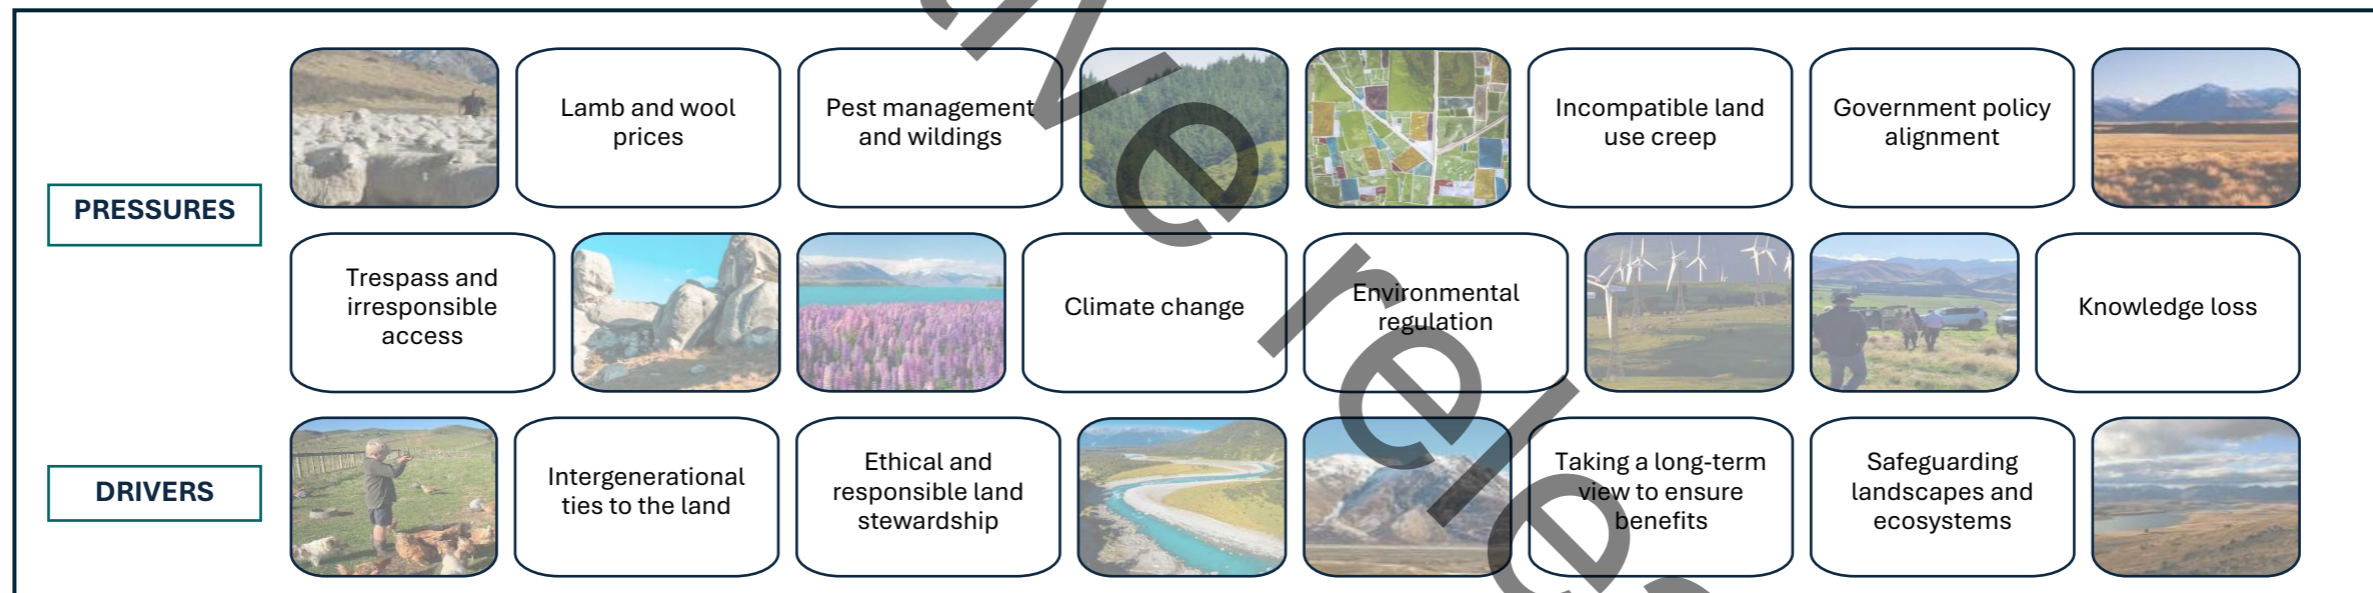 PRESSURES
Lamb and wool
prices
Pest management
and wildings
Incompatible land
use creep
Government policy
alignment
Trespass and
irresponsible
access
Climate change
Environmental
regulation
Knowledge loss
DRIVERS
Intergenerational
ties to the land
Ethical and
responsible land
stewardship
Taking a long-term
view to ensure
benefits
Safeguarding
landscapes and
ecosystems